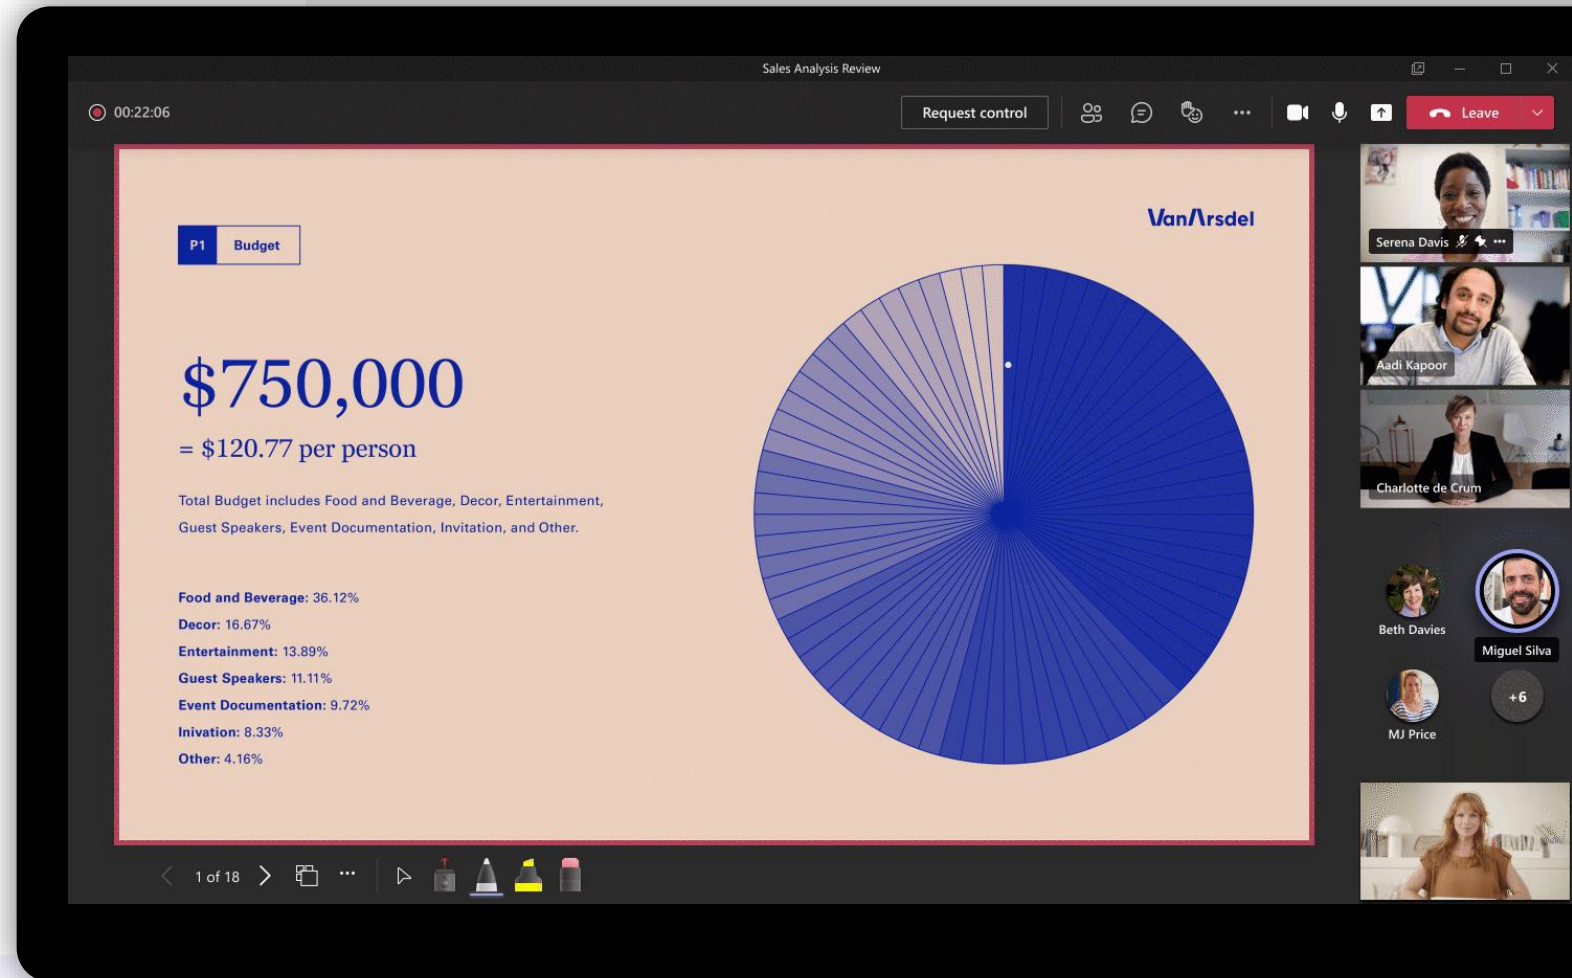 Sales Analysis Review
00:22:06
Request control
Leave
P1 Budget
VanArsdel
$750,000
= $120.77 per person
Total Budget includes Food and Beverage, Decor, Entertainment,
Guest Speakers, Event Documentation, Invitation, and Other.
Food and Beverage: 36.12%
Decor: 16.67%
Entertainment: 13.89%
Guest Speakers: 11.11%
Event Documentation: 9.72%
Inivation: 8.33%
Other: 4.16%
Serena Davis
Aadi Kapoor
Charlotte de Crum
Beth Davies
Miguel Silva
MJ Price
+6
1 of 18